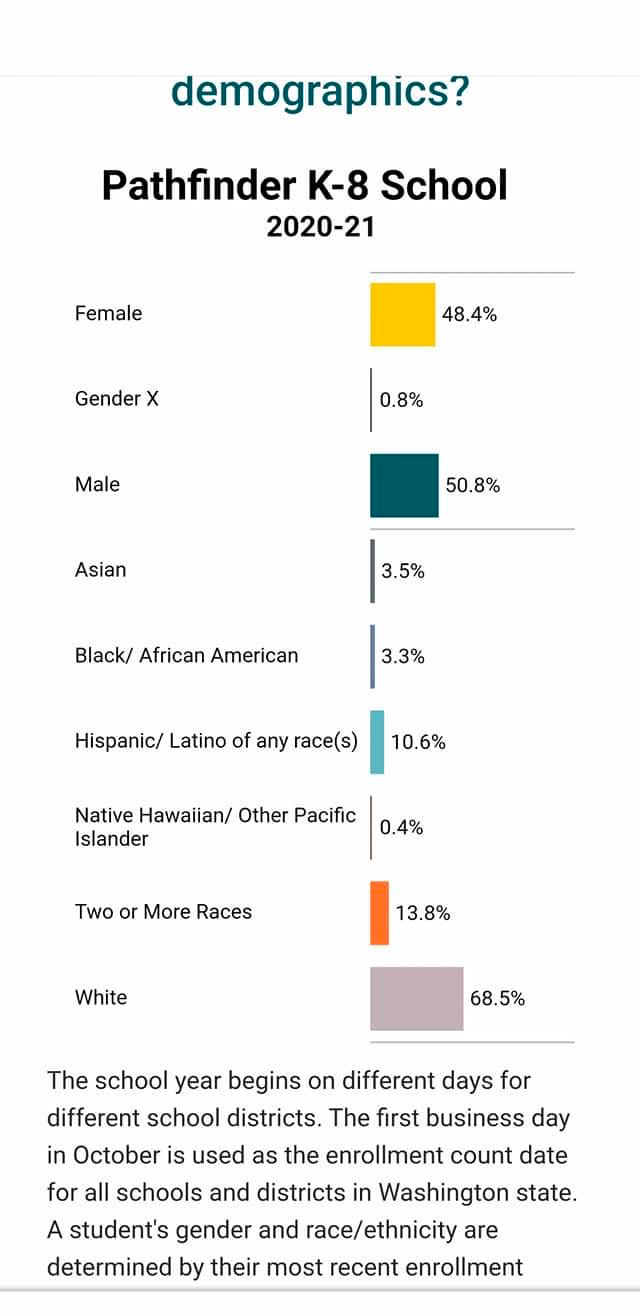 demographics?
Pathfinder K-8 School
2020-21
Female
48.4%
Gender X
0.8%
Male
50.8%
Asian
3.5%
Black/ African American
3.3%
Hispanic/ Latino of any race(s)
10.6%
Native Hawaiian/ Other Pacific
Islander
0.4%
Two or More Races
13.8%
White
68.5%
The school year begins on different days for
different school districts. The first business day
in October is used as the enrollment count date
for all schools and districts in Washington state.
A student's gender and race/ethnicity are
determined by their most recent enrollment